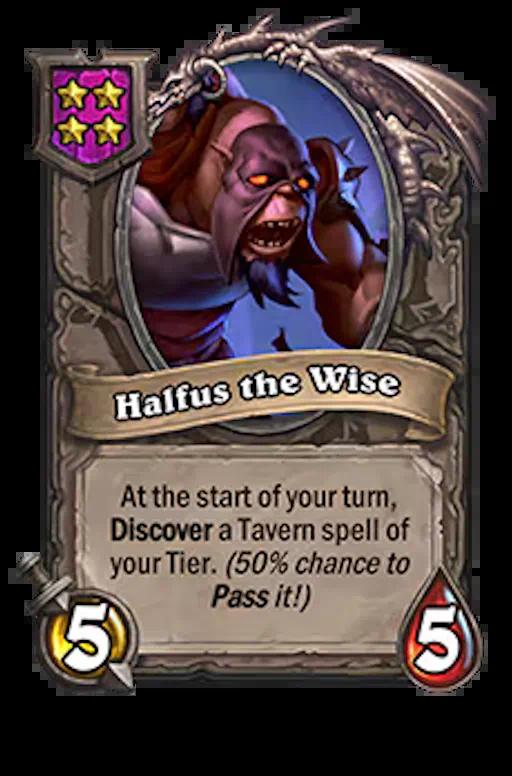 Halfus the Wise
At the start of your turn,
Discover a Tavern spell of
your Tier. (50% chance to
Pass it!)
5
5